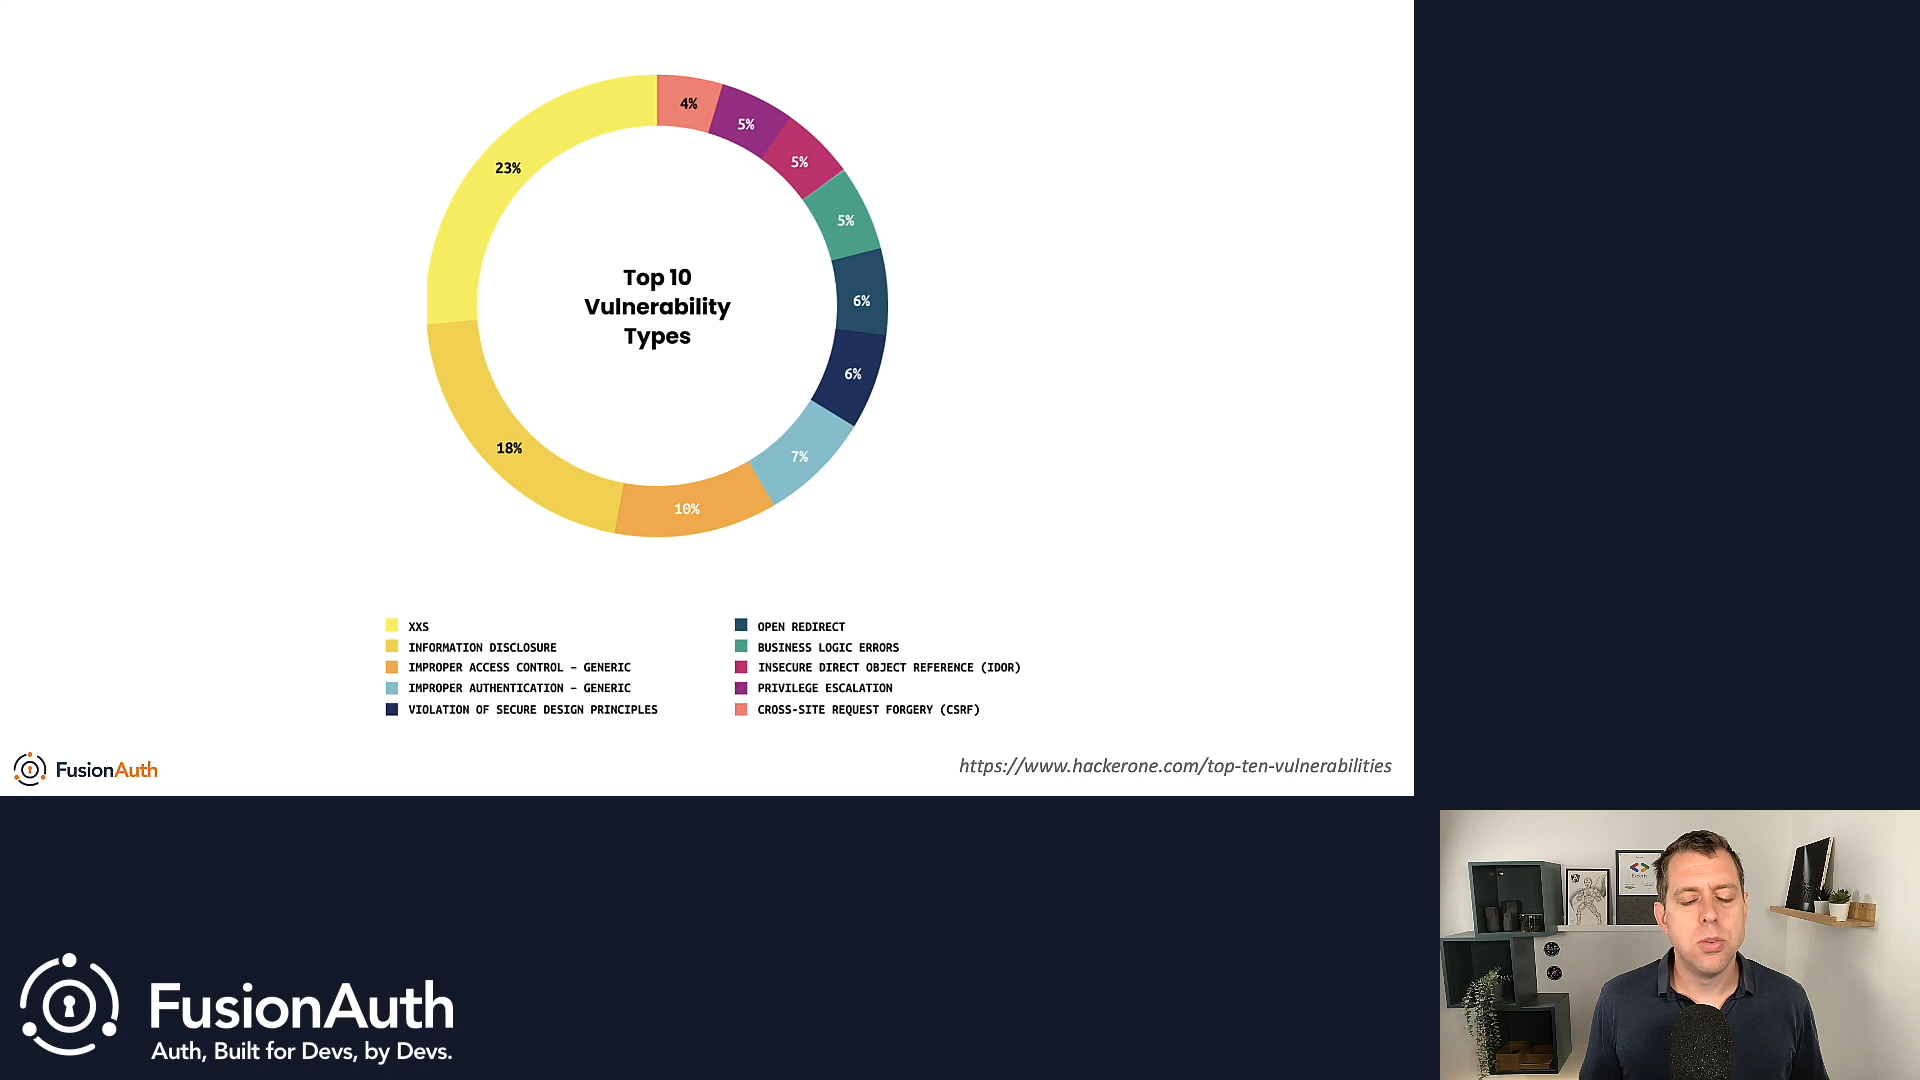 4%
5%
5%
5%
6%
6%
7%
10%
18%
23%
Top 10
Vulnerability
Types
XXS
INFORMATION DISCLOSURE
IMPROPER ACCESS CONTROL – GENERIC
IMPROPER AUTHENTICATION – GENERIC
VIOLATION OF SECURE DESIGN PRINCIPLES
OPEN REDIRECT
BUSINESS LOGIC ERRORS
INSECURE DIRECT OBJECT REFERENCE (IDOR)
PRIVILEGE ESCALATION
CROSS-SITE REQUEST FORGERY (CSRF)
FusionAuth
https://www.hackerone.com/top-ten-vulnerabilities
FusionAuth
Auth, Built for Devs, by Devs.